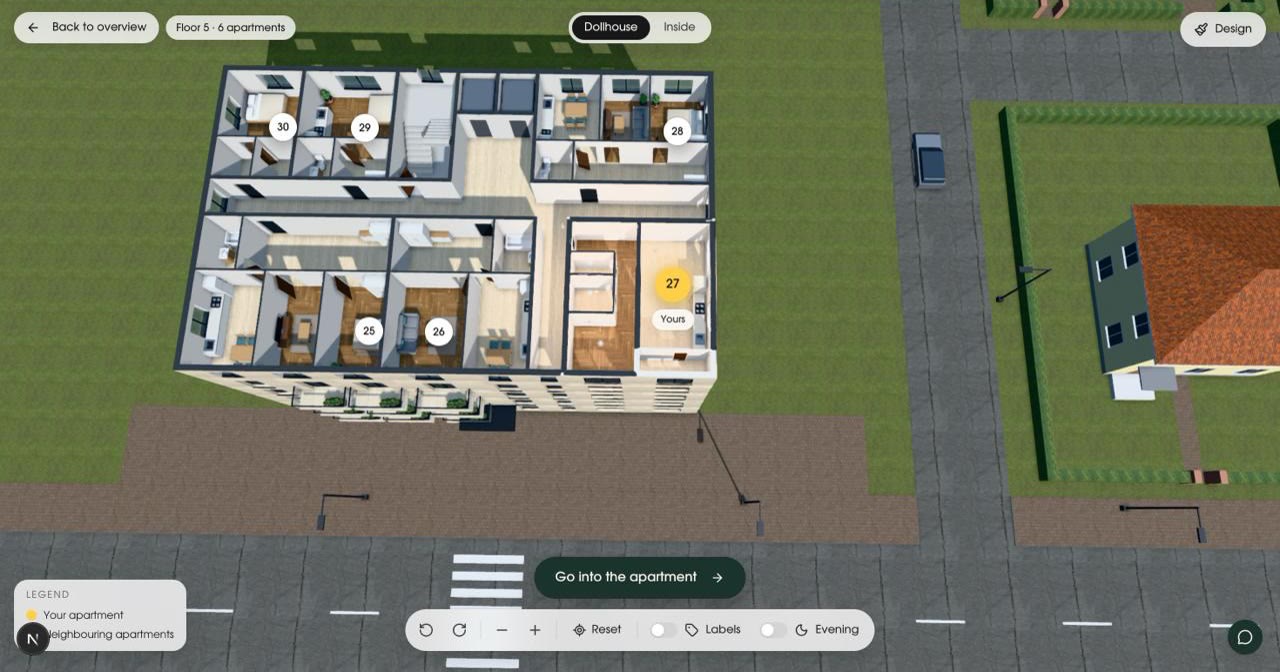 Back to overview
Floor 5 · 6 apartments
Dollhouse
Inside
Design
30
29
28
27
Yours
25
26
Go into the apartment
LEGEND
Your apartment
Neighbouring apartments
N
Reset
Labels
Evening